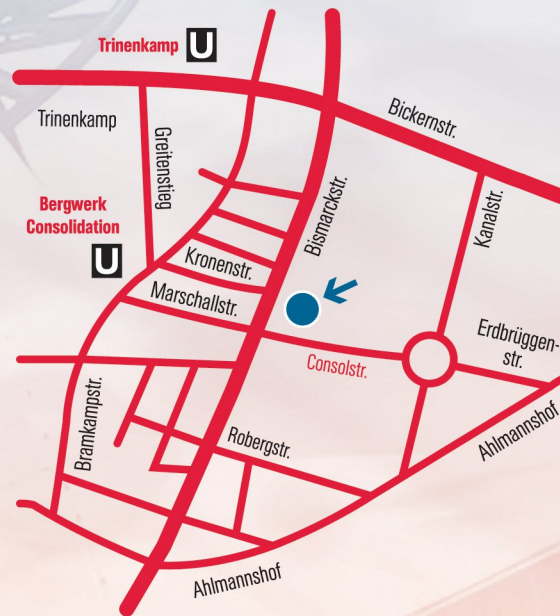 Trinenkamp U
Bickernstr.
Trinenkamp
Greitenstieg
Bergwerk
Consolidation
U
Kanalstr.
Bismarckstr.
Kronenstr.
Marschallstr.
Erdbrüggen-
str.
Consolstr.
Bramkampstr.
Robergstr.
Ahlmannshof
Ahlmannshof